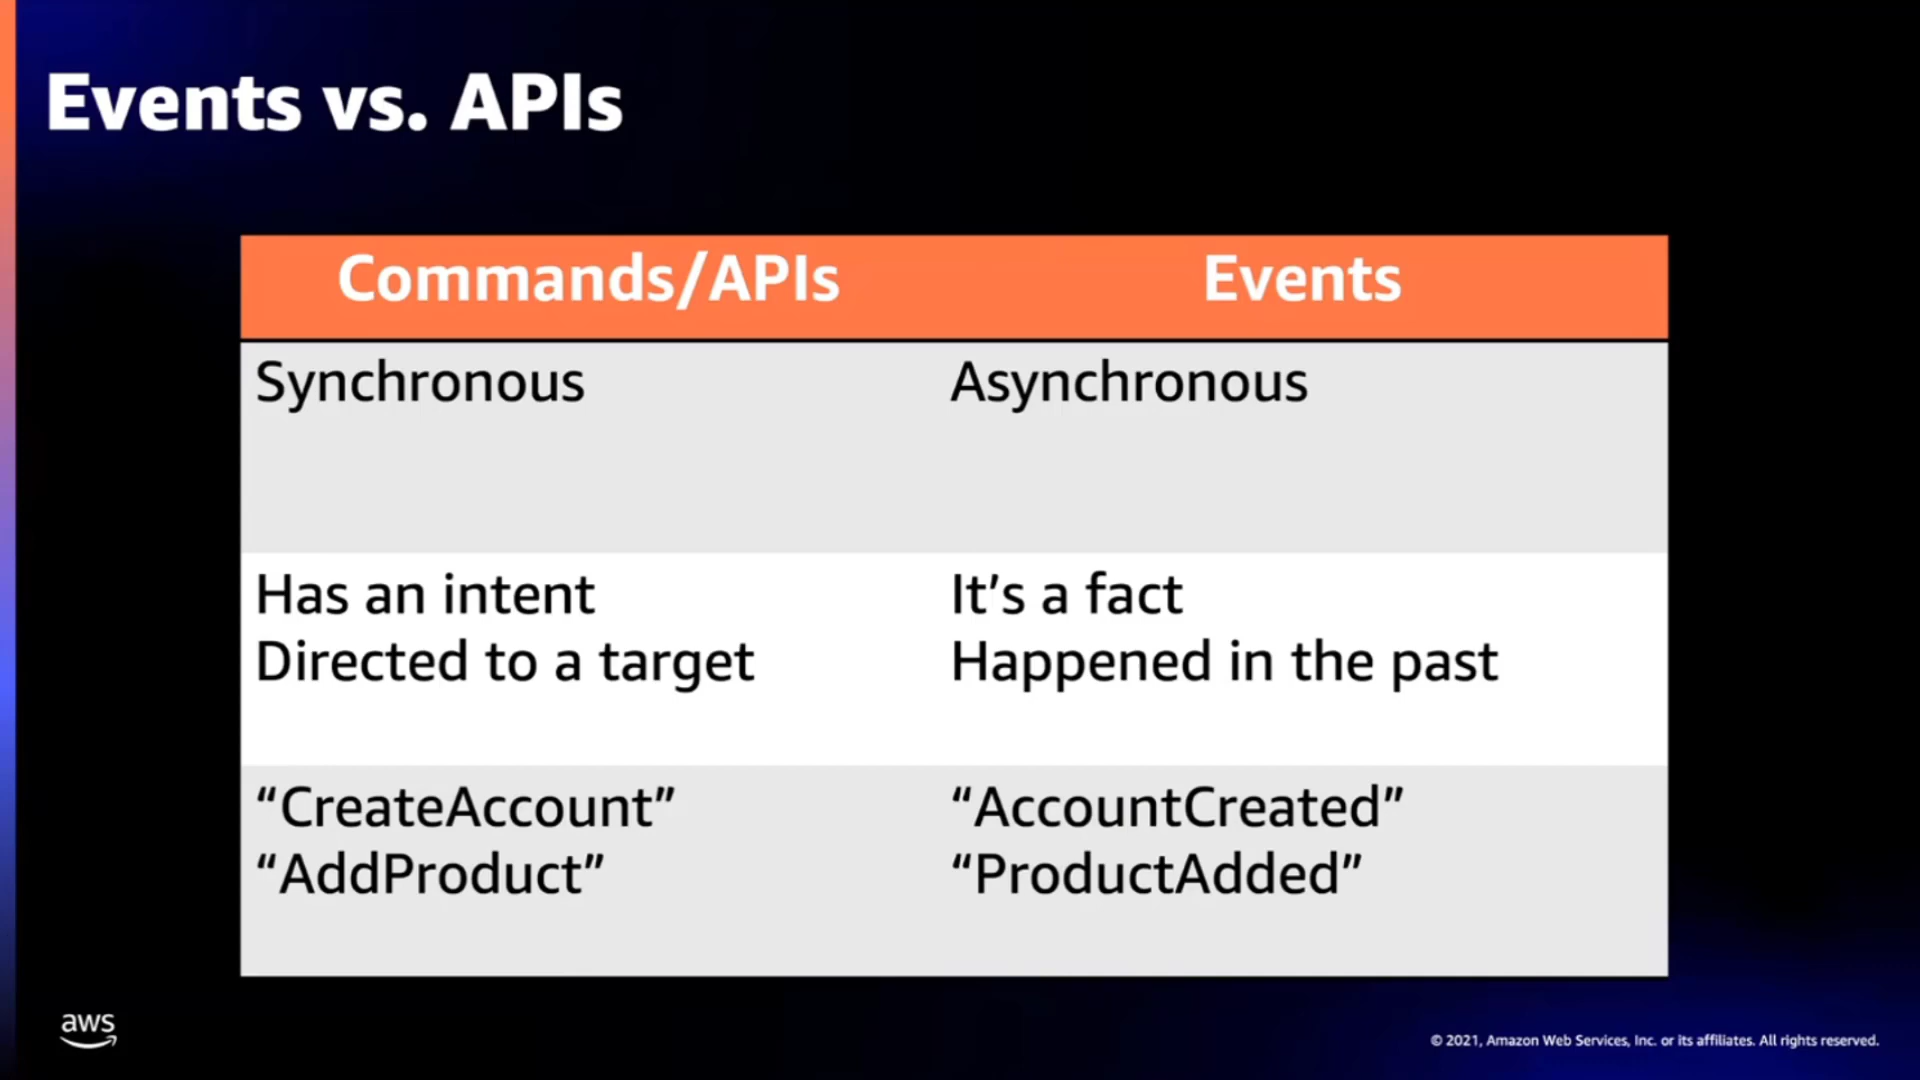 Events vs. APIs
Commands/APIs Events
Synchronous Asynchronous
Has an intent It’s a fact
Directed to a target Happened in the past
“CreateAccount” “AccountCreated”
“AddProduct” “ProductAdded”
aws
© 2021, Amazon Web Services, Inc. or its affiliates. All rights reserved.